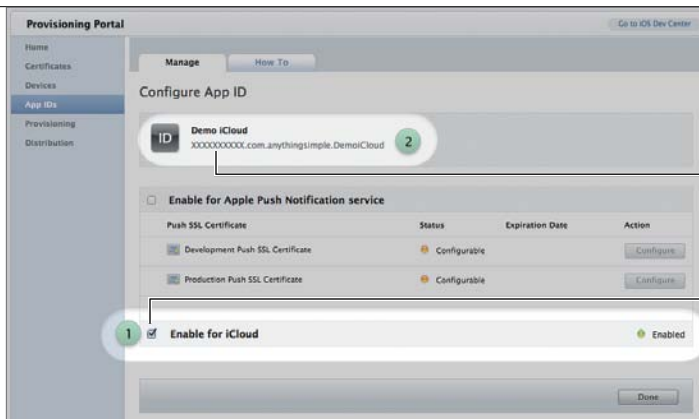 Provisioning Portal
Go to iOS Dev Center
Home
Certificates
Devices
App IDs
Provisioning
Distribution
Manage
How To
Configure App ID
ID
Demo iCloud
XXXXXXXXXX.com.anythingsimple.DemoiCloud
2
Enable for Apple Push Notification service
Push SSL Certificate Status Expiration Date Action
Development Push SSL Certificate Configurable Configure
Production Push SSL Certificate Configurable Configure
1 Enable for iCloud Enabled
Done